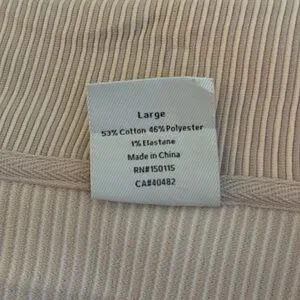 Large
53% Cotton 46% Polyester
1% Elastane
Made in China
RN#150115
CA#40482